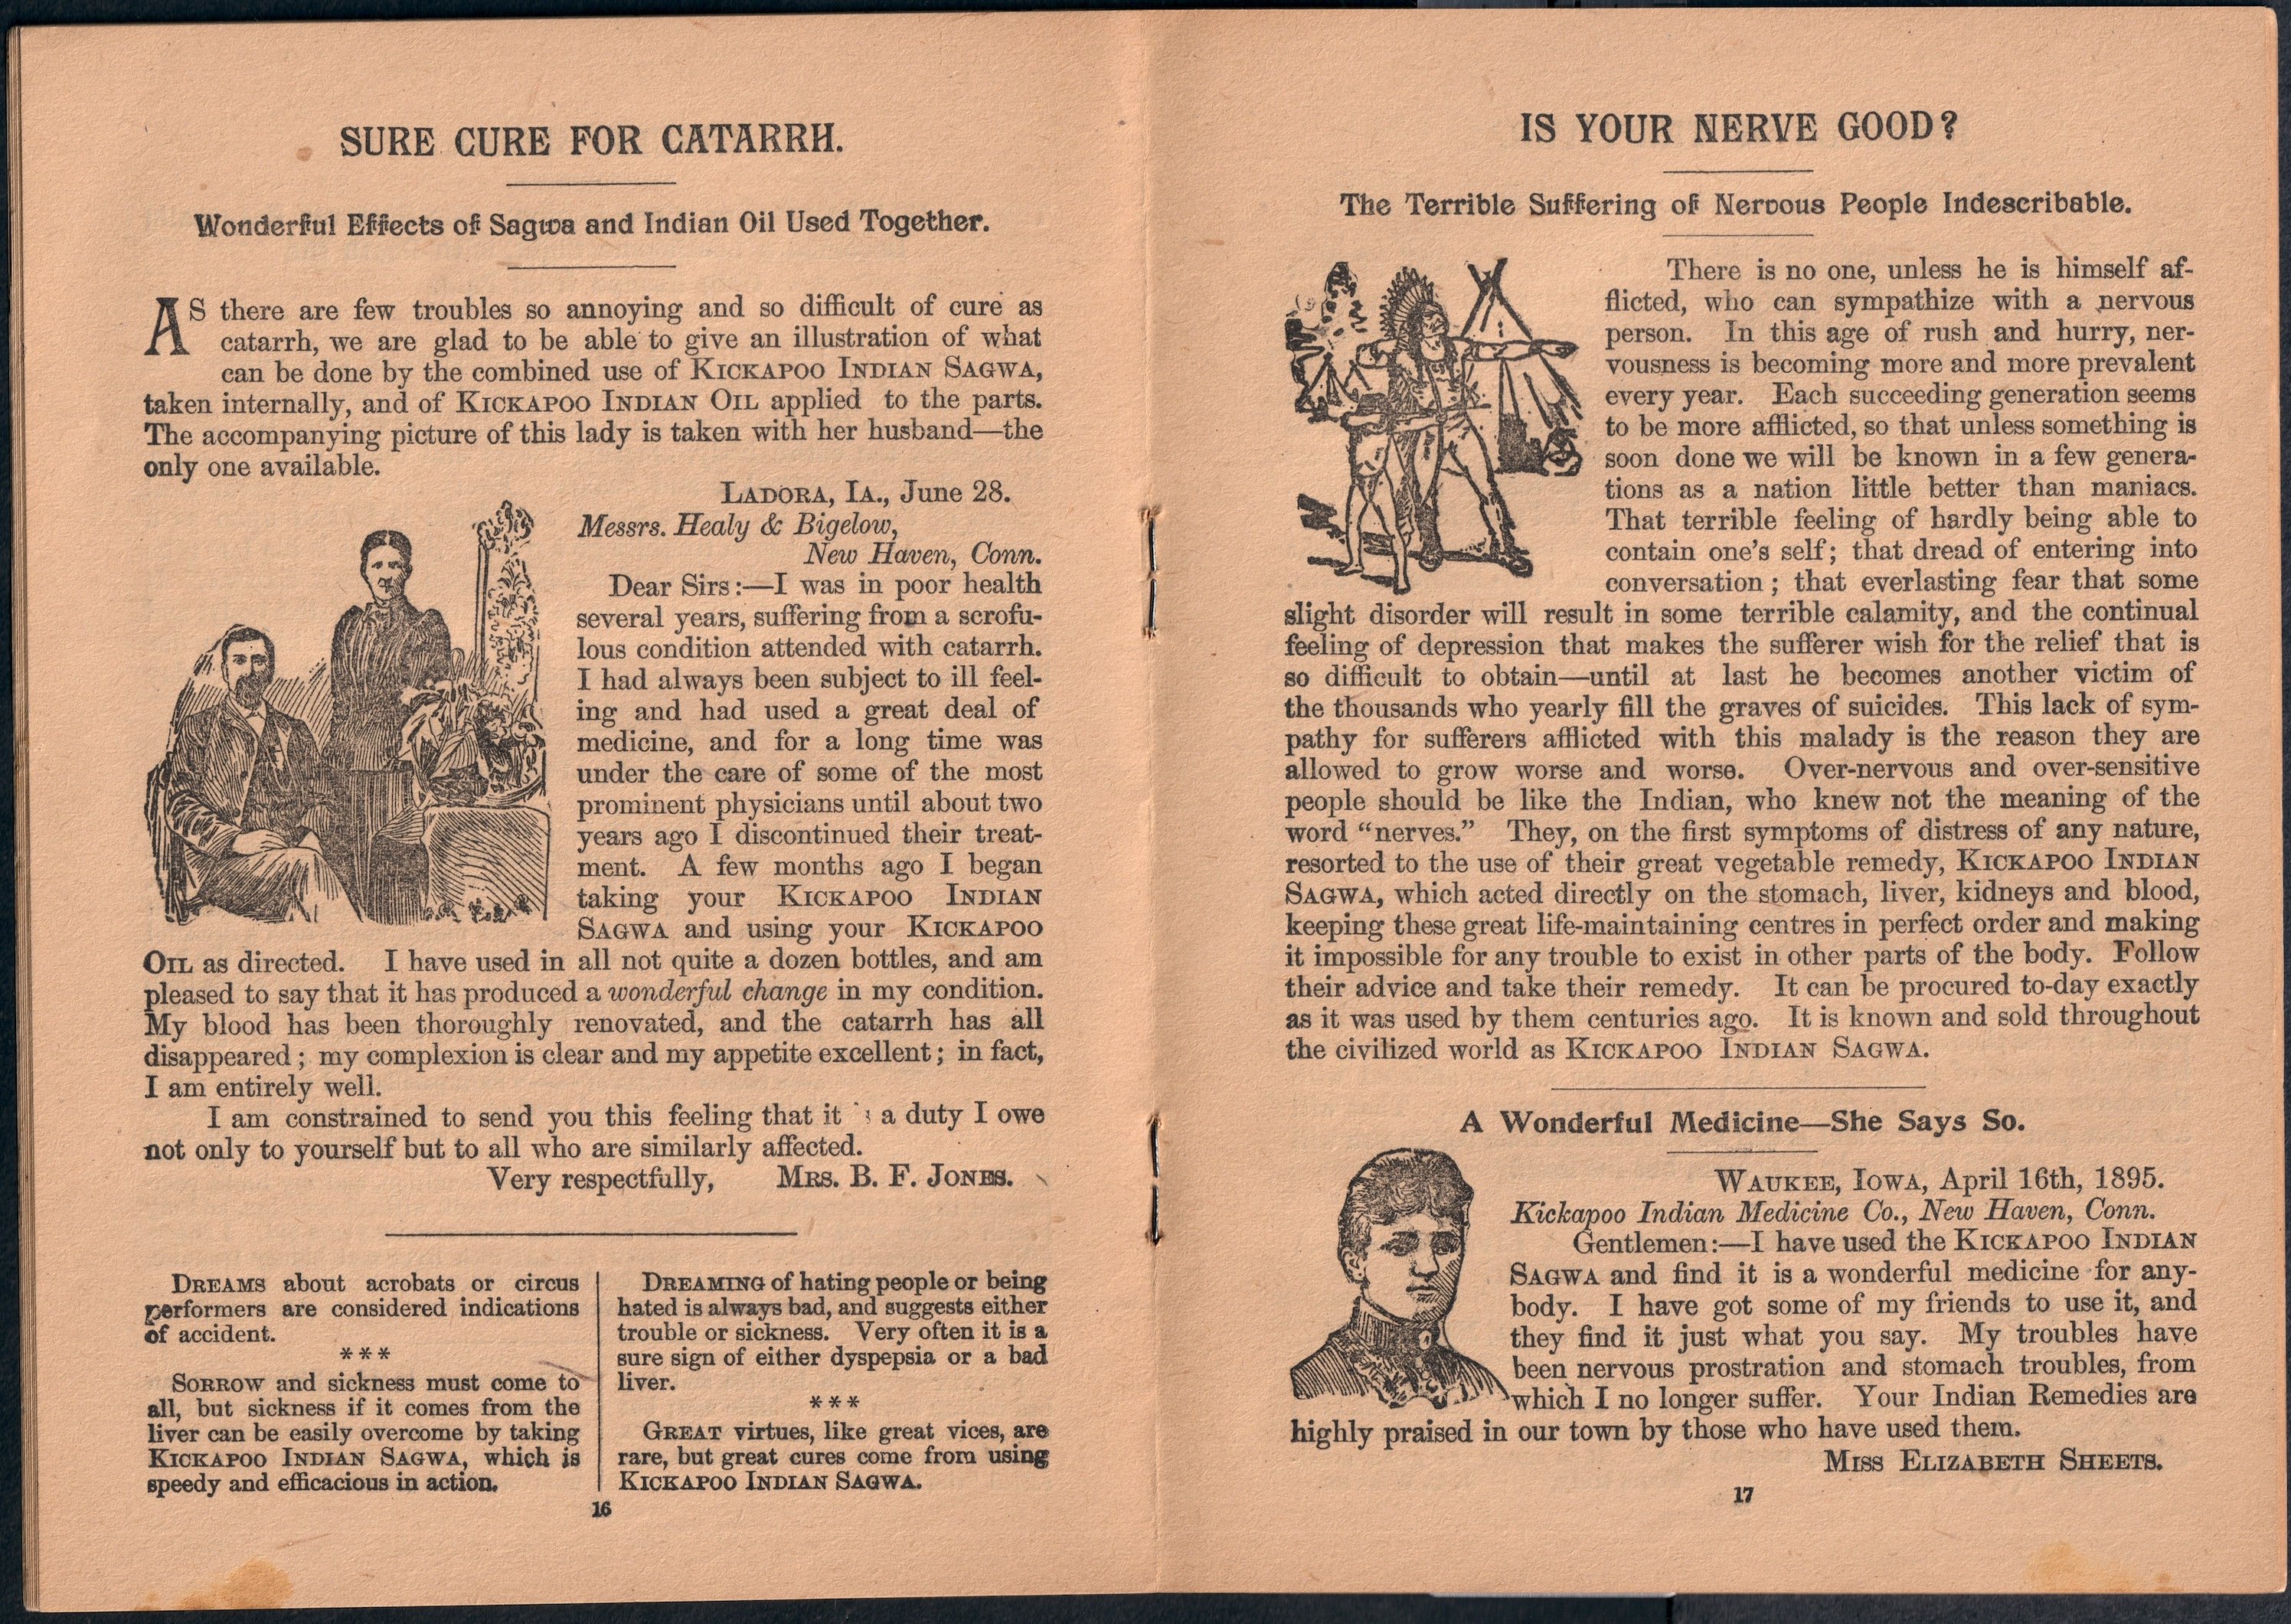 SURE CURE FOR CATARRH.
Wonderful Effects of Sagwa and Indian Oil Used Together.
AS there are few troubles so annoying and so difficult of cure as
catarrh, we are glad to be able to give an illustration of what
can be done by the combined use of KICKAPOO INDIAN SAGWA,
taken internally, and of KICKAPOO INDIAN OIL applied to the parts.
The accompanying picture of this lady is taken with her husband—the
only one available.
LADORA, IA., June 28.
Messrs. Healy & Bigelow,
New Haven, Conn.
Dear Sirs:—I was in poor health
several years, suffering from a scrofu-
lous condition attended with catarrh.
I had always been subject to ill feel-
ing and had used a great deal of
medicine, and for a long time was
under the care of some of the most
prominent physicians until about two
years ago I discontinued their treat-
ment. A few months ago I began
taking your KICKAPOO INDIAN
SAGWA and using your KICKAPOO
OIL as directed. I have used in all not quite a dozen bottles, and am
pleased to say that it has produced a wonderful change in my condition.
My blood has been thoroughly renovated, and the catarrh has all
disappeared; my complexion is clear and my appetite excellent; in fact,
I am entirely well.
I am constrained to send you this feeling that it a duty I owe
not only to yourself but to all who are similarly affected.
Very respectfully, MRS. B. F. JONES.
DREAMS about acrobats or circus
performers are considered indications
of accident.
***
SORROW and sickness must come to
all, but sickness if it comes from the
liver can be easily overcome by taking
KICKAPOO INDIAN SAGWA, which is
speedy and efficacious in action.
DREAMING of hating people or being
hated is always bad, and suggests either
trouble or sickness. Very often it is a
sure sign of either dyspepsia or a bad
liver.
***
GREAT virtues, like great vices, are
rare, but great cures come from using
KICKAPOO INDIAN SAGWA.
16
IS YOUR NERVE GOOD?
The Terrible Suffering of Nervous People Indescribable.
There is no one, unless he is himself af-
flicted, who can sympathize with a nervous
person. In this age of rush and hurry, ner-
vousness is becoming more and more prevalent
every year. Each succeeding generation seems
to be more afflicted, so that unless something is
soon done we will be known in a few genera-
tions as a nation little better than maniacs.
That terrible feeling of hardly being able to
contain one's self; that dread of entering into
conversation; that everlasting fear that some
slight disorder will result in some terrible calamity, and the continual
feeling of depression that makes the sufferer wish for the relief that is
so difficult to obtain—until at last he becomes another victim of
the thousands who yearly fill the graves of suicides. This lack of sym-
pathy for sufferers afflicted with this malady is the reason they are
allowed to grow worse and worse. Over-nervous and over-sensitive
people should be like the Indian, who knew not the meaning of the
word "nerves." They, on the first symptoms of distress of any nature,
resorted to the use of their great vegetable remedy, KICKAPOO INDIAN
SAGWA, which acted directly on the stomach, liver, kidneys and blood,
keeping these great life-maintaining centres in perfect order and making
it impossible for any trouble to exist in other parts of the body. Follow
their advice and take their remedy. It can be procured to-day exactly
as it was used by them centuries ago. It is known and sold throughout
the civilized world as KICKAPOO INDIAN SAGWA.
A Wonderful Medicine—She Says So.
WAUKEE, IOWA, April 16th, 1895.
Kickapoo Indian Medicine Co., New Haven, Conn.
Gentlemen:—I have used the KICKAPOO INDIAN
SAGWA and find it is a wonderful medicine for any-
body. I have got some of my friends to use it, and
they find it just what you say. My troubles have
been nervous prostration and stomach troubles, from
which I no longer suffer. Your Indian Remedies are
highly praised in our town by those who have used them.
MISS ELIZABETH SHEETS.
17